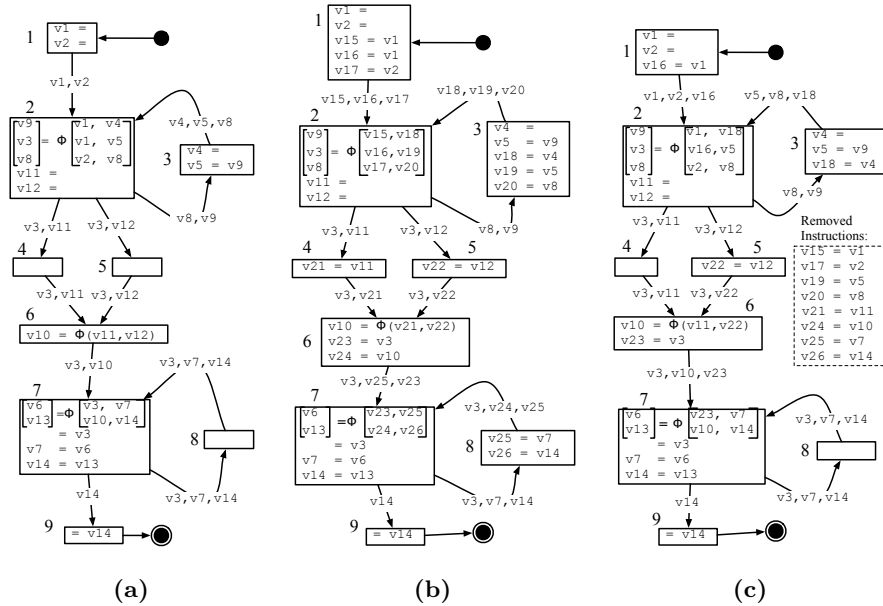 1
v1 =
v2 =
v1,v2
2
v9
v3
v8
= Φ
v1, v4
v1, v5
v2, v8
v11 =
v12 =
v4,v5,v8
3
v4 =
v5 = v9
v8,v9
v3,v11
v3,v12
4
5
v3,v11
v3,v12
6
v10 = Φ(v11,v12)
v3,v10
v3,v7,v14
7
v6
v13
=Φ
v3, v7
v10,v14
= v3
v7 = v6
v14 = v13
8
v14
v3,v7,v14
9
= v14
(a)
1
v1 =
v2 =
v15 = v1
v16 = v1
v17 = v2
v15,v16,v17
v18,v19,v20
2
v9
v3
v8
= Φ
v15,v18
v16,v19
v17,v20
v11 =
v12 =
3
v4 =
v5 = v9
v18 = v4
v19 = v5
v20 = v8
v8,v9
v3,v11
v3,v12
4
v21 = v11
5
v22 = v12
v3,v21
v3,v22
6
v10 = Φ(v21,v22)
v23 = v3
v24 = v10
v3,v25,v23
v3,v24,v25
7
v6
v13
=Φ
v23,v25
v24,v26
= v3
v7 = v6
v14 = v13
8
v25 = v7
v26 = v14
v14
v3,v7,v14
9
= v14
(b)
1
v1 =
v2 =
v16 = v1
v1,v2,v16
v5,v8,v18
2
v9
v3
v8
= Φ
v1, v18
v16,v5
v2, v8
v11 =
v12 =
3
v4 =
v5 = v9
v18 = v4
v8,v9
v3,v11
v3,v12
4
5
v22 = v12
v3,v11
v3,v22
6
v10 = Φ(v11,v22)
v23 = v3
v3,v10,v23
7
v6
v13
= Φ
v23, v7
v10, v14
= v3
v7 = v6
v14 = v13
v3,v7,v14
8
v14
v3,v7,v14
9
= v14
Removed
Instructions:
v15 = v1
v17 = v2
v19 = v5
v20 = v8
v21 = v11
v24 = v10
v25 = v7
v26 = v14
(c)